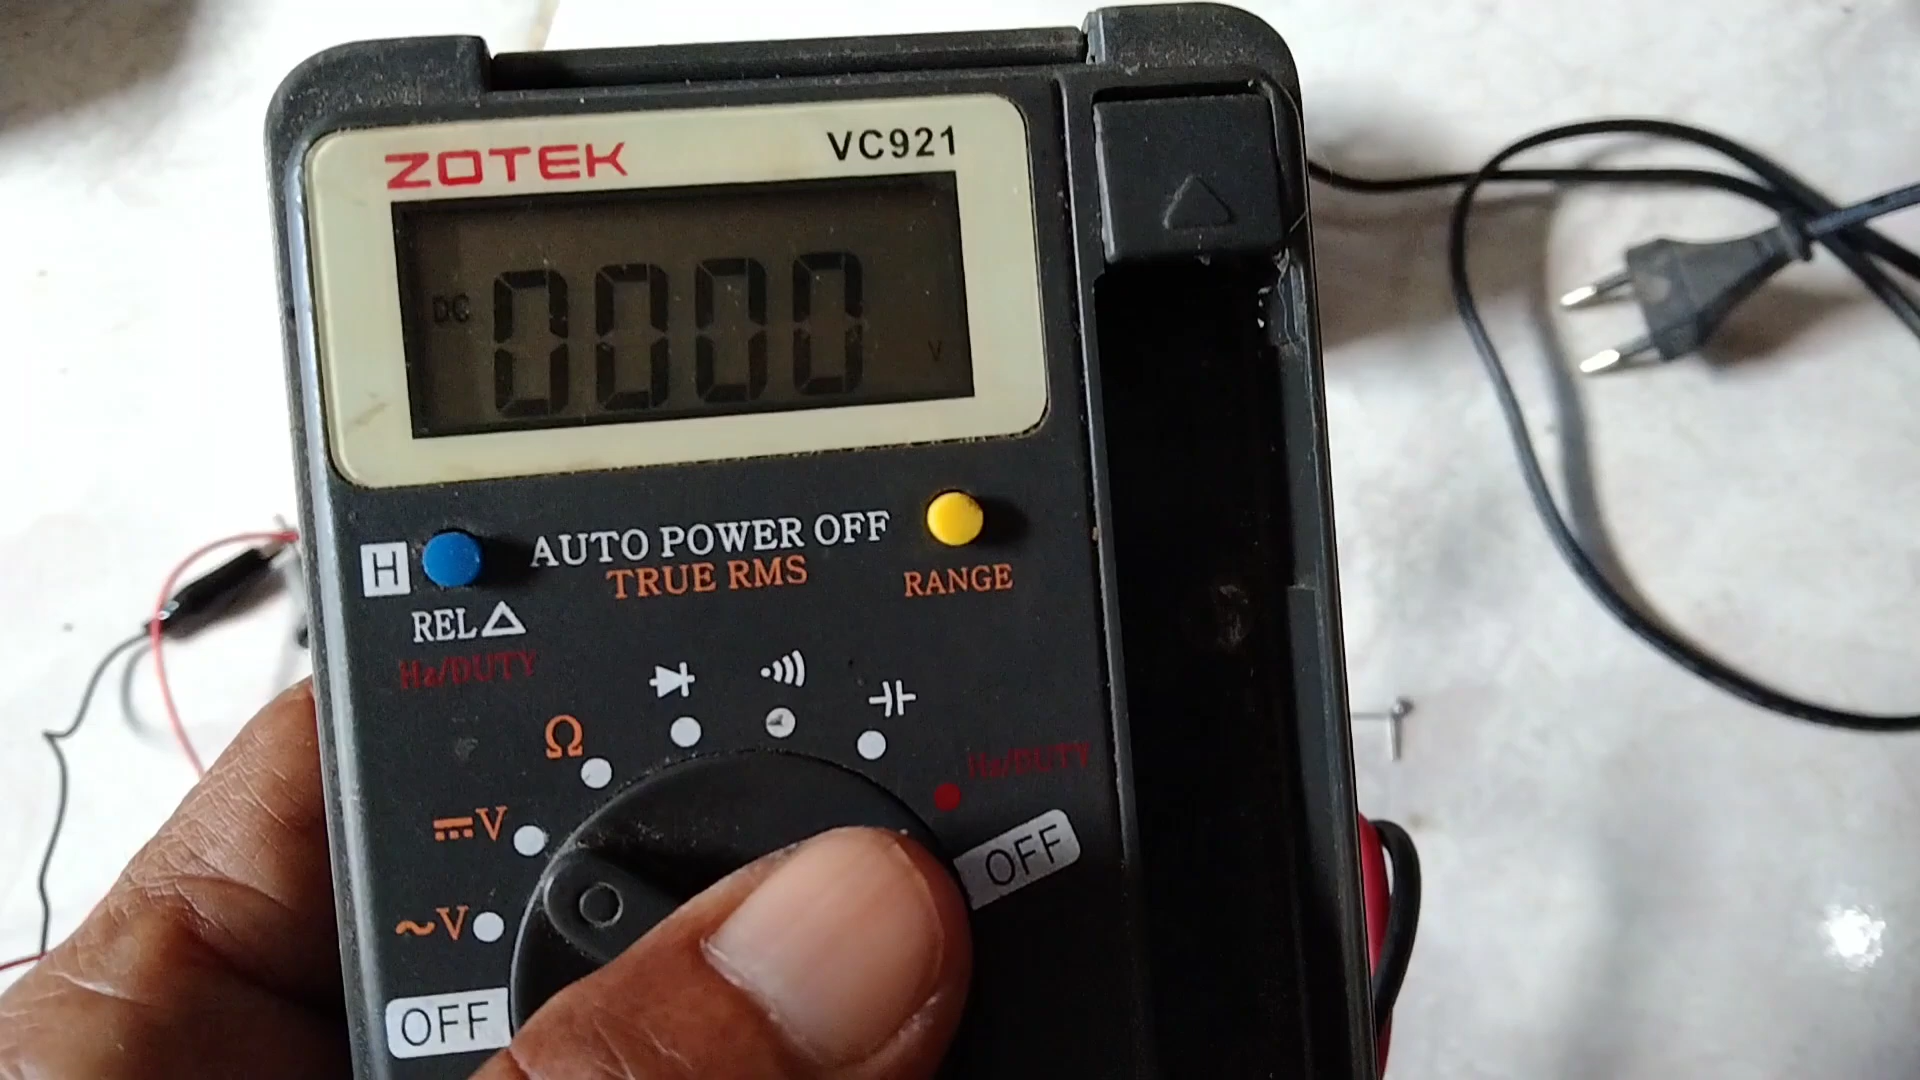 ZOTEK VC921
DC 0000 V
H AUTO POWER OFF
TRUE RMS
REL△ RANGE
Hz/DUTY
Ω
Hz/DUTY
⎓V
OFF
~V
OFF